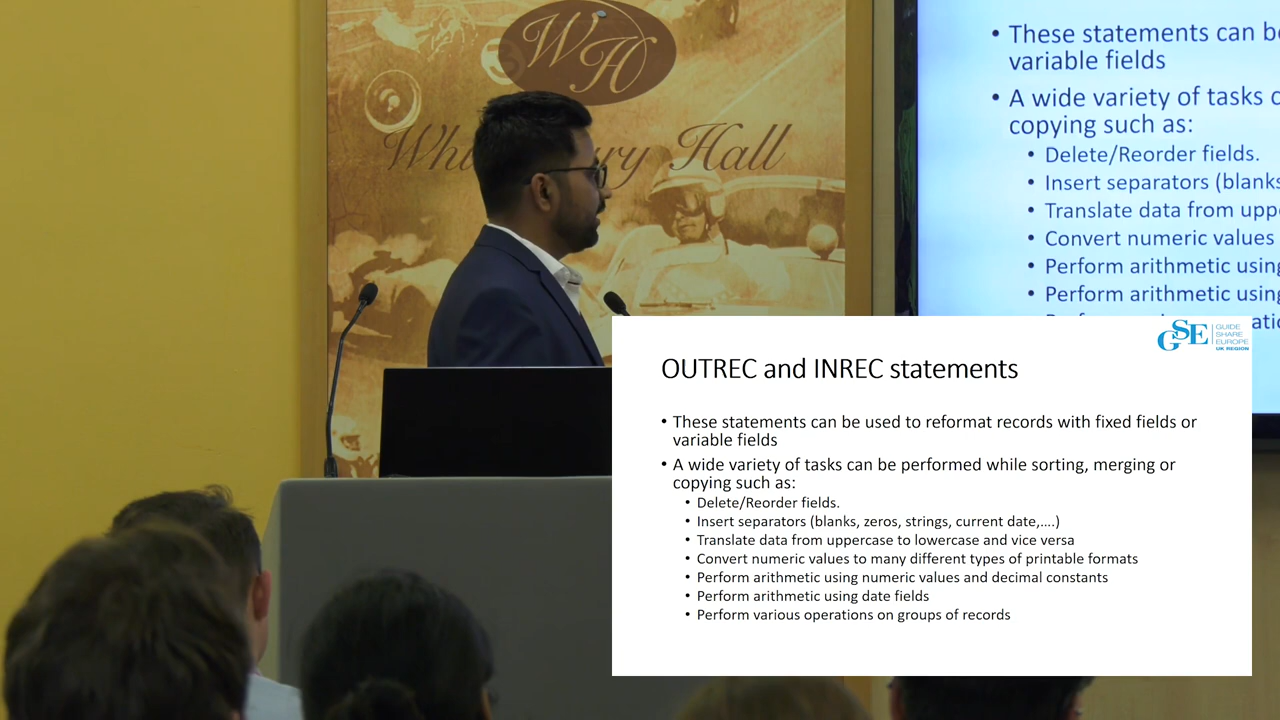 WH
Hall
• These statements can
variable fields
• A wide variety of tasks
copying such as:
• Delete/Reorder fields.
• Insert separators (blanks
• Translate data from
• Convert numeric values
• Perform arithmetic using
• Perform arithmetic using
GSE
GUIDE
SHARE
EUROPE
UK REGION
OUTREC and INREC statements
• These statements can be used to reformat records with fixed fields or
variable fields
• A wide variety of tasks can be performed while sorting, merging or
copying such as:
• Delete/Reorder fields.
• Insert separators (blanks, zeros, strings, current date,....)
• Translate data from uppercase to lowercase and vice versa
• Convert numeric values to many different types of printable formats
• Perform arithmetic using numeric values and decimal constants
• Perform arithmetic using date fields
• Perform various operations on groups of records